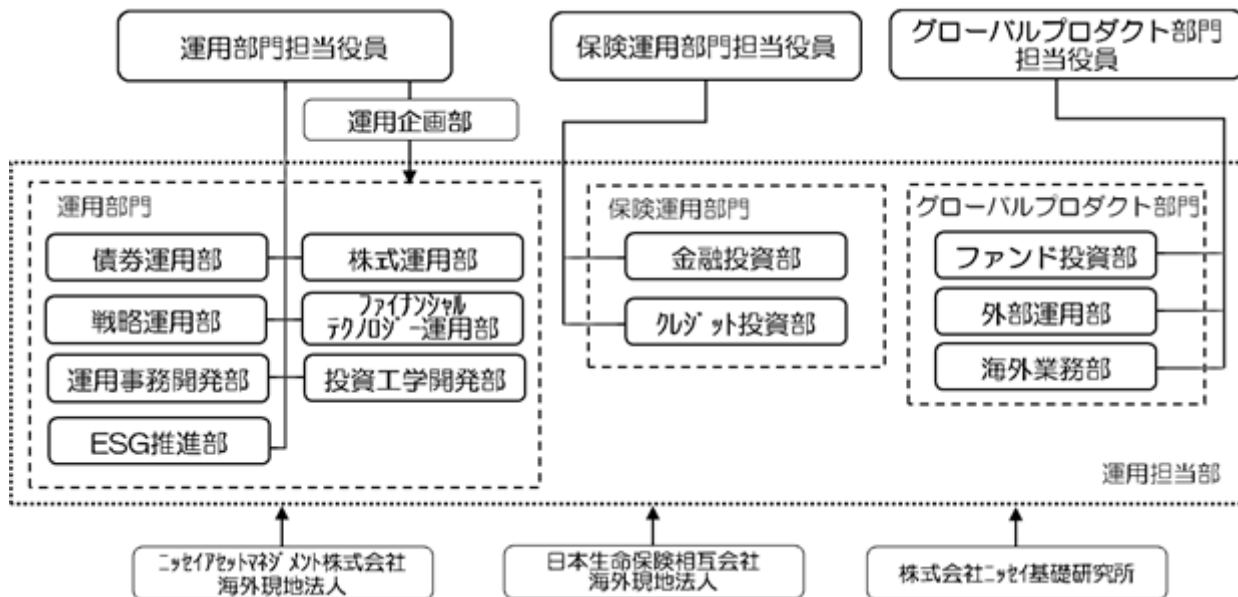 運用部門担当役員
保険運用部門担当役員
グローバルプロダクト部門
担当役員
運用企画部
運用部門
債券運用部
株式運用部
戦略運用部
ファイナンシャル
テクノロジー運用部
運用事務開発部
投資工学開発部
ESG推進部
保険運用部門
金融投資部
クレジット投資部
グローバルプロダクト部門
ファンド投資部
外部運用部
海外業務部
運用担当部
ニッセイアセットマネジメント株式会社
海外現地法人
日本生命保険相互会社
海外現地法人
株式会社ニッセイ基礎研究所